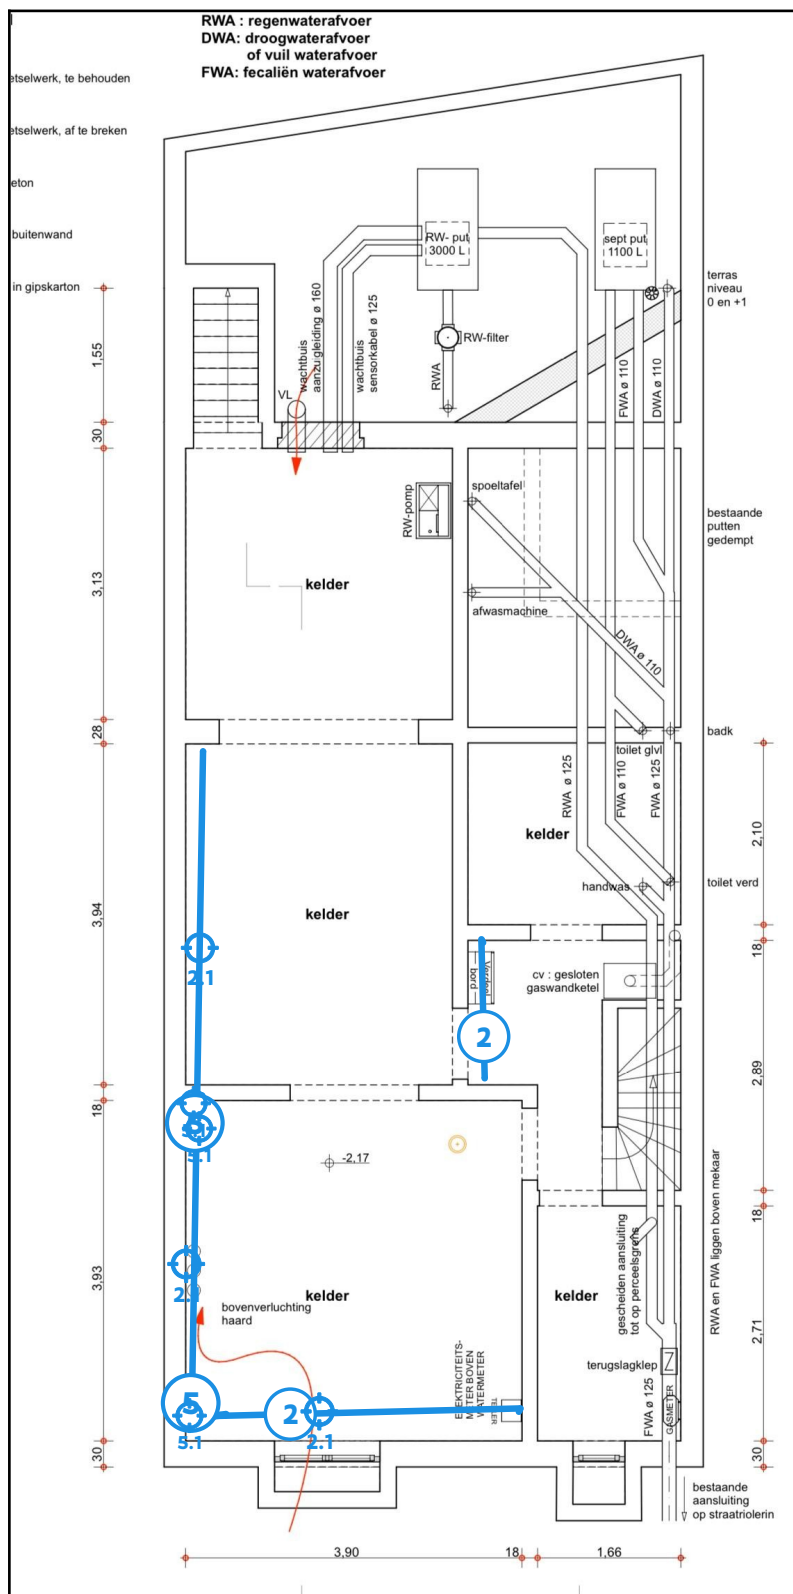 RWA : regenwaterafvoer
DWA: droogwaterafvoer
of vuil waterafvoer
FWA: fecaliën waterafvoer
etselwerk, te behouden
etselwerk, af te breken
eton
buitenwand
in gipskarton
RW- put
3000 L
sept put
1100 L
terras
niveau
0 en +1
wachtbuis
aanzuigleiding ø 160
wachtbuis
sensorkabel ø 125
RW-filter
RWA
VL
FWA ø 110
DWA ø 110
1,55
30
spoeltafel
RW-pomp
bestaande
putten
gedempt
3,13
kelder
afwasmachine
DWA ø 110
28
badk
toilet glvl
RWA ø 125
FWA ø 110
FWA ø 125
2,10
kelder
handwas
toilet verd
3,94
kelder
18
2.1
Verdeel
bord
cv : gesloten
gaswandketel
2
2,89
18
5.1
5.1
-2,17
RWA en FWA liggen boven mekaar
18
gescheiden aansluiting
tot op perceelsgrens
3,93
2.1
kelder
kelder
bovenverluchting
haard
2,71
terugslagklep
ELEKTRICITEITS-
METER BOVEN
WATERMETER
TELLER
FWA ø 125
GASMETER
5
2
5.1
2.1
30
30
bestaande
aansluiting
op straatriolerin
3,90
18
1,66